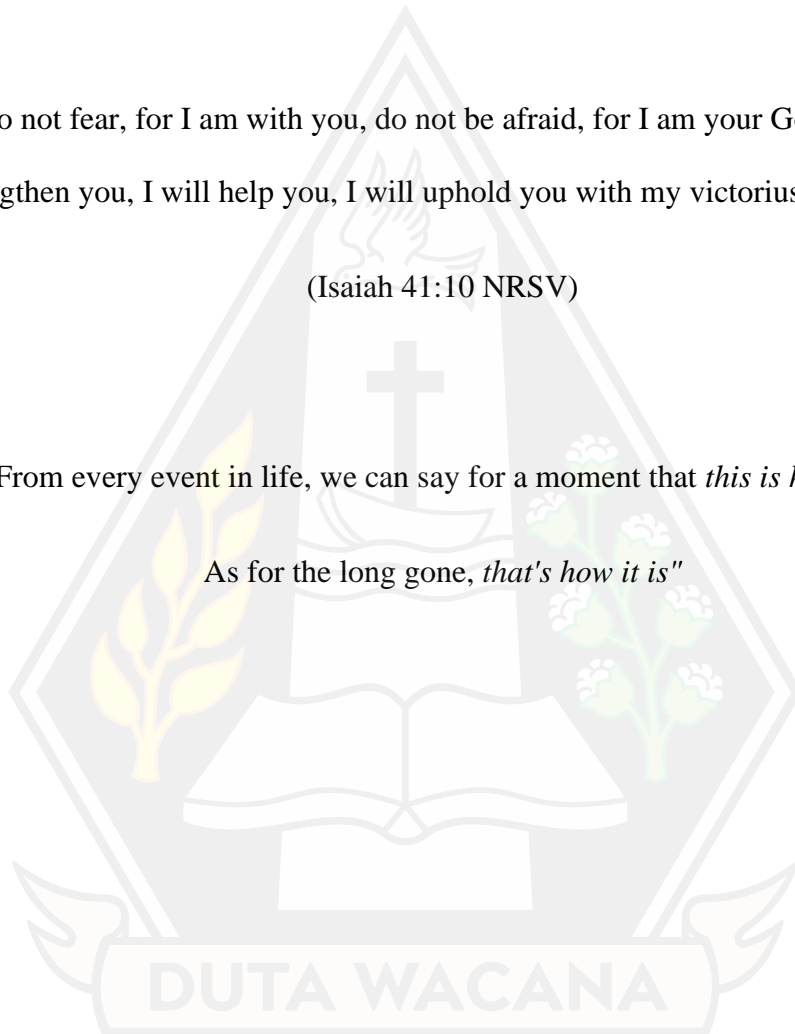 o not fear, for I am with you, do not be afraid, for I am your G
gthen you, I will help you, I will uphold you with my victorius
(Isaiah 41:10 NRSV)
From every event in life, we can say for a moment that this is h
As for the long gone, that's how it is"
DUTA WACANA